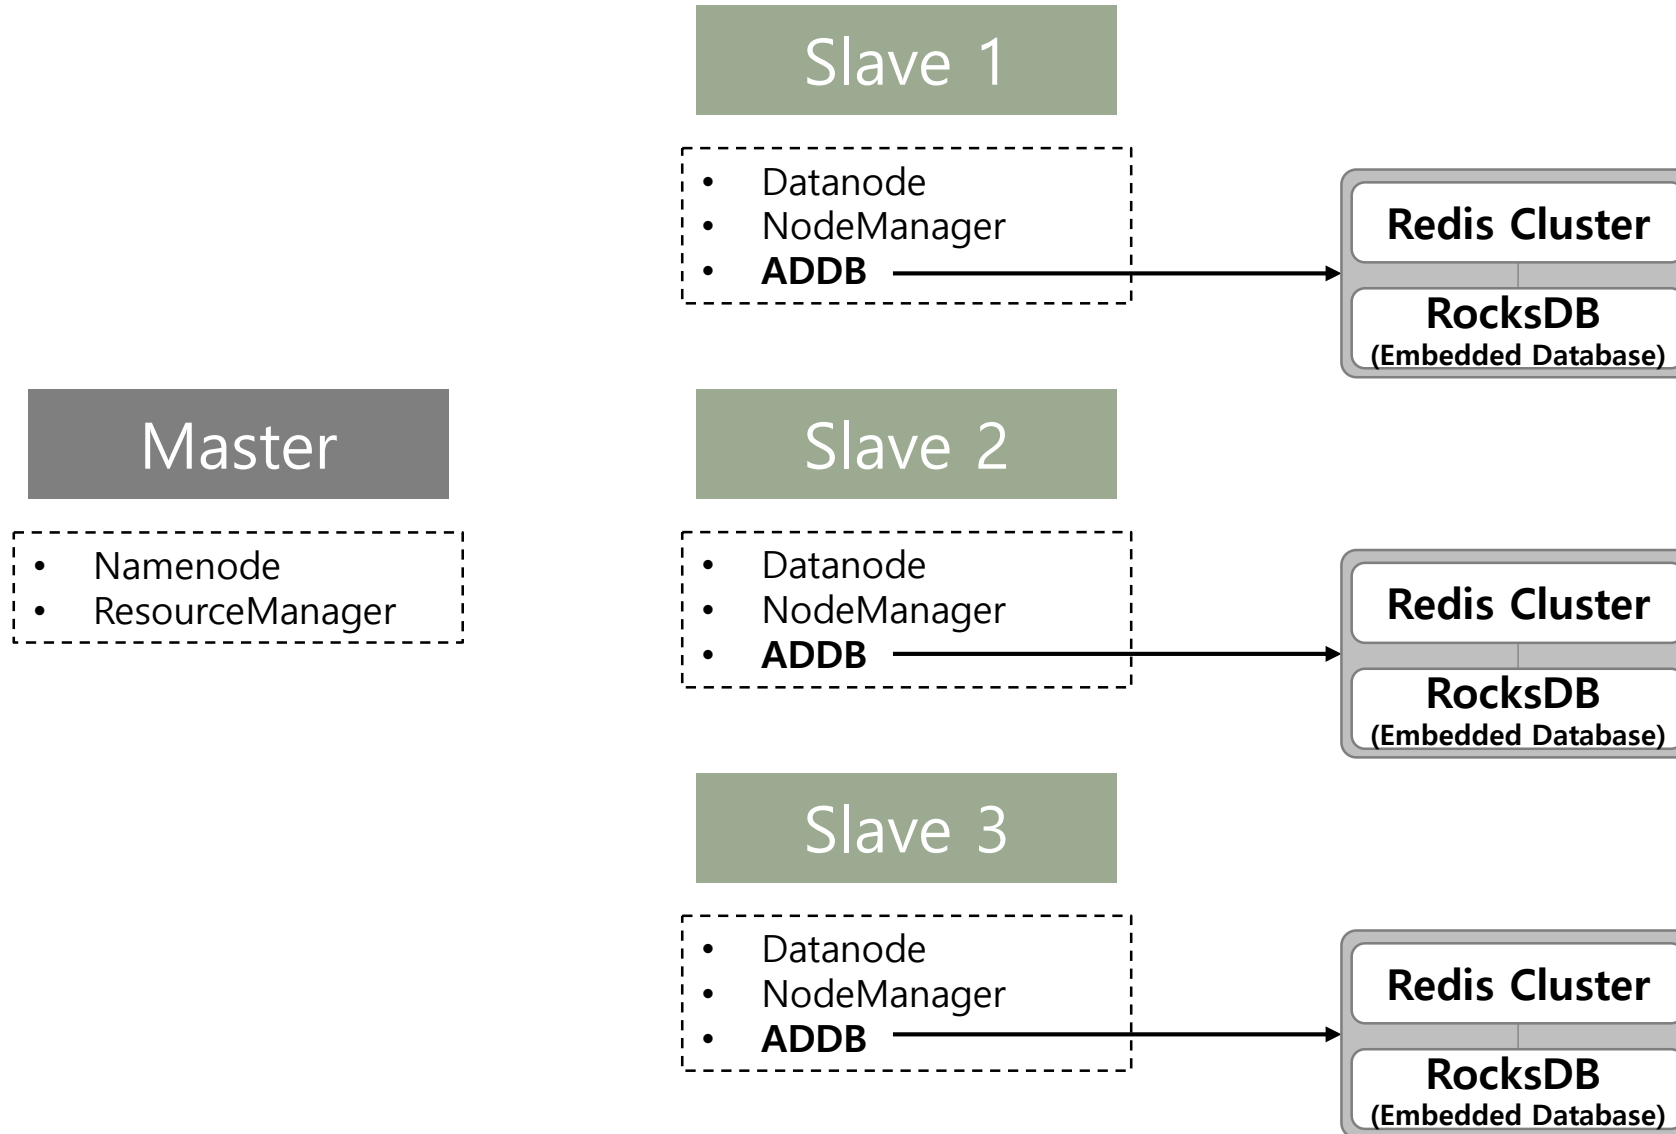 Slave 1
• Datanode
• NodeManager
• ADDB
Redis Cluster
RocksDB
(Embedded Database)
Master
• Namenode
• ResourceManager
Slave 2
• Datanode
• NodeManager
• ADDB
Redis Cluster
RocksDB
(Embedded Database)
Slave 3
• Datanode
• NodeManager
• ADDB
Redis Cluster
RocksDB
(Embedded Database)